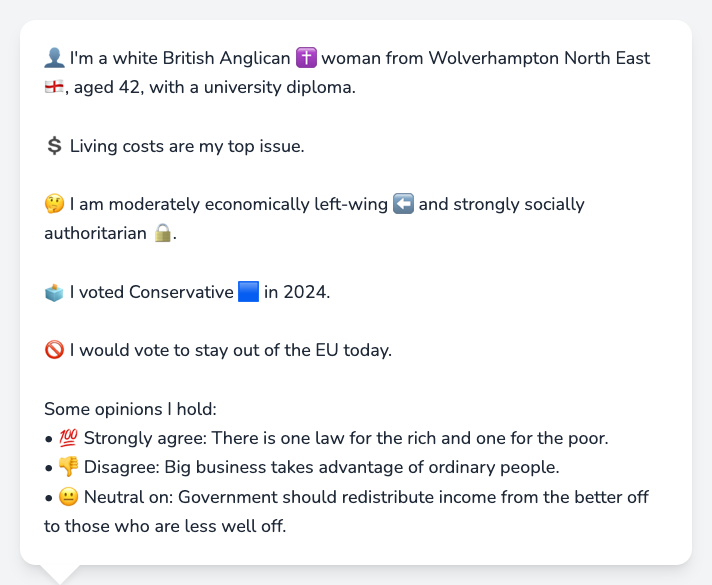 👤 I'm a white British Anglican ✝️ woman from Wolverhampton North East
🏴󠁧󠁢󠁥󠁮󠁧󠁿, aged 42, with a university diploma.
💲 Living costs are my top issue.
🤔 I am moderately economically left-wing ⬅️ and strongly socially
authoritarian 🔒.
🗳️ I voted Conservative 🟦 in 2024.
🚫 I would vote to stay out of the EU today.
Some opinions I hold:
• 💯 Strongly agree: There is one law for the rich and one for the poor.
• 👎 Disagree: Big business takes advantage of ordinary people.
• 😐 Neutral on: Government should redistribute income from the better off
to those who are less well off.